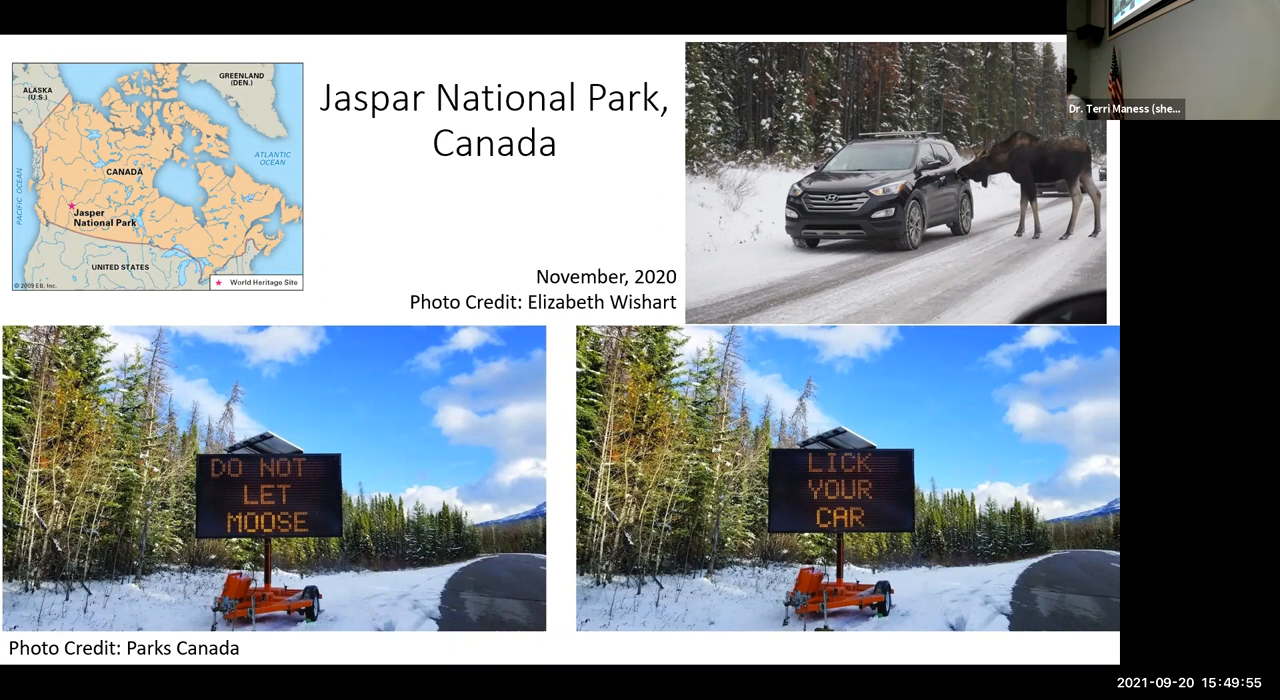 Jaspar National Park,
Canada
November, 2020
Photo Credit: Elizabeth Wishart
GREENLAND
(DEN.)
ALASKA
(U.S.)
ATLANTIC
OCEAN
CANADA
PACIFIC OCEAN
Jasper
National Park
UNITED STATES
World Heritage Site
© 2009 EB, Inc.
Dr. Terri Maness (she...
DO NOT
LET
MOOSE
LICK
YOUR
CAR
Photo Credit: Parks Canada
2021-09-20 15:49:55